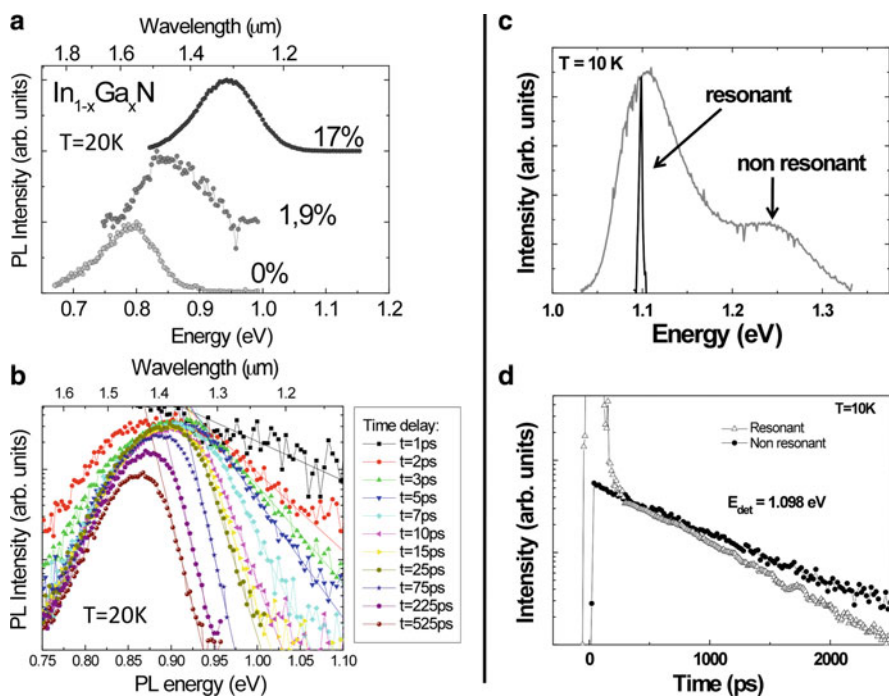 a
Wavelength (μm)
1.8 1.6 1.4 1.2
In1-xGaxN
T=20K
17%
1,9%
0%
PL Intensity (arb. units)
0.7 0.8 0.9 1.0 1.1 1.2
Energy (eV)
b
Wavelength (μm)
1.6 1.5 1.4 1.3 1.2
PL Intensity (arb. units)
T=20K
0.75 0.80 0.85 0.90 0.95 1.00 1.05 1.10
PL energy (eV)
Time delay:
t=1ps
t=2ps
t=3ps
t=5ps
t=7ps
t=10ps
t=15ps
t=25ps
t=75ps
t=225ps
t=525ps
c
T = 10 K
resonant
non resonant
Intensity (arb. units)
1.0 1.1 1.2 1.3
Energy (eV)
d
T=10K
Resonant
Non resonant
Edet = 1.098 eV
Intensity (arb. units)
0 1000 2000
Time (ps)